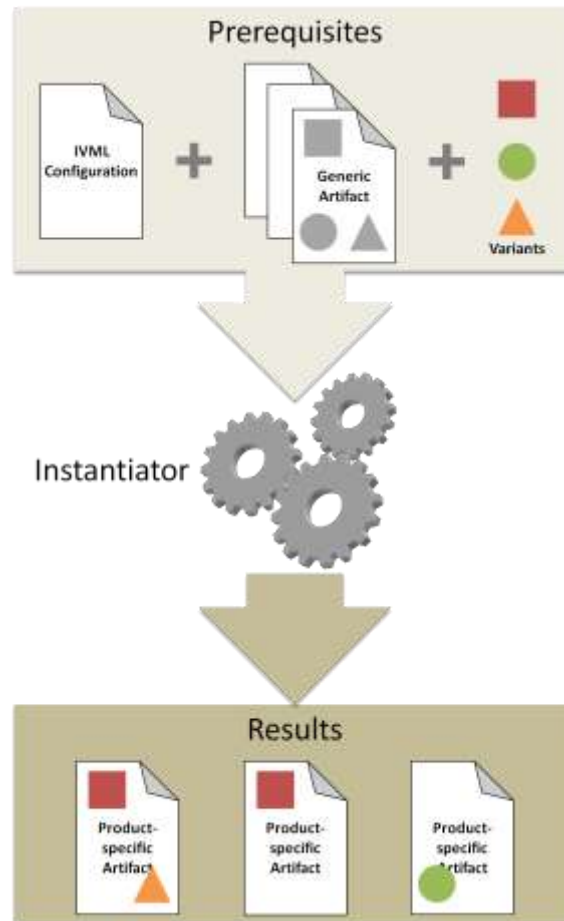 Prerequisites
IVML
Configuration
Generic
Artifact
Variants
Instantiator
Results
Product-
specific
Artifact
Product-
specific
Artifact
Product-
specific
Artifact